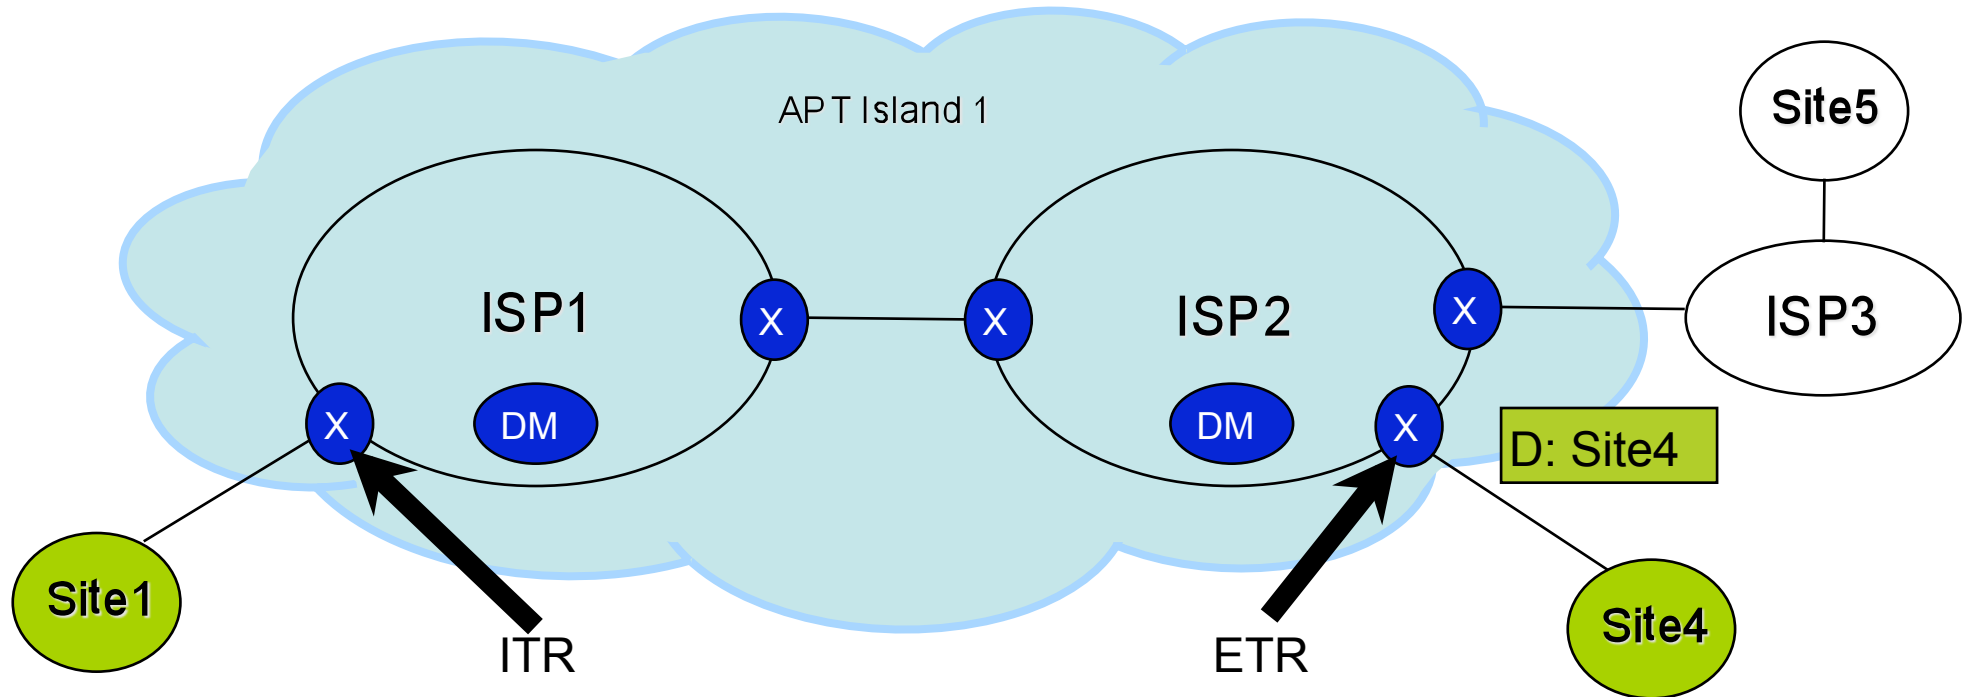 APT Island 1
Site5
ISP1
X
X
ISP2
X
ISP3
X
DM
DM
X
D: Site4
Site1
Site4
ITR
ETR
X